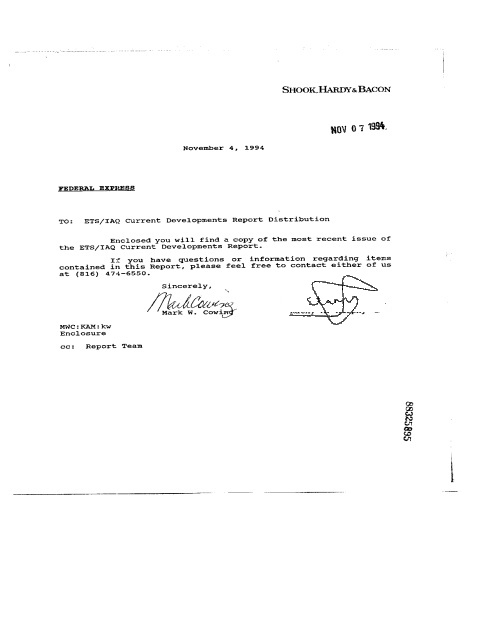 SHOOK, HARDY & BACON
NOV 07 1994.
November 4, 1994
FEDERAL EXPRESS
TO: ETS/IAQ Current Developments Report Distribution
Enclosed you will find a copy of the most recent issue of
the ETS/IAQ Current Developments Report.
If you have questions or information regarding items
contained in this Report, please feel free to contact either of us
at (816) 474-6550.
Sincerely,
Mark Cowing
Mark W. Cowing
MWC:KAM:kw
Enclosure
cc: Report Team
88325895